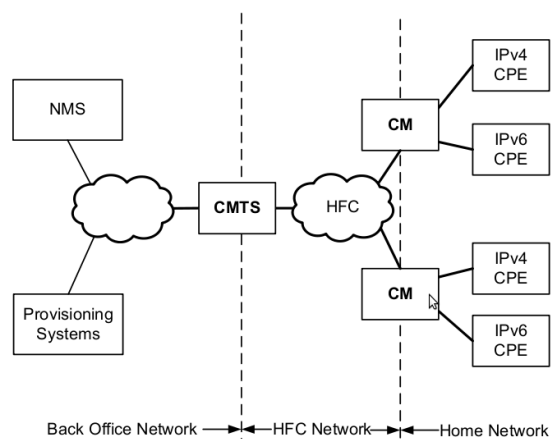 NMS
Provisioning
Systems
CMTS
HFC
CM
IPv4
CPE
IPv6
CPE
CM
IPv4
CPE
IPv6
CPE
Back Office Network
HFC Network
Home Network